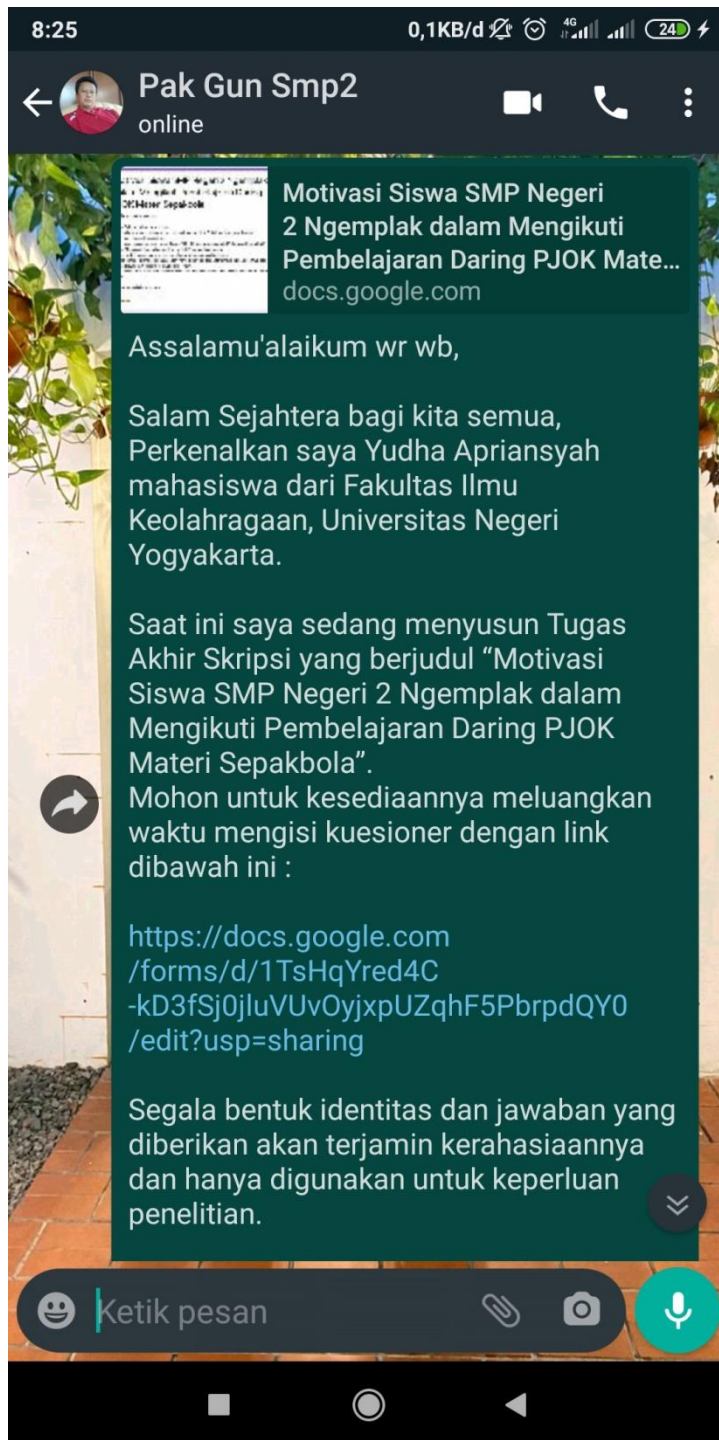 8:25 0,1KB/d 4G 24
Pak Gun Smp2
online
Motivasi Siswa SMP Negeri
2 Ngemplak dalam Mengikuti
Pembelajaran Daring PJOK Mate...
docs.google.com
Assalamu'alaikum wr wb,
Salam Sejahtera bagi kita semua,
Perkenalkan saya Yudha Apriansyah
mahasiswa dari Fakultas Ilmu
Keolahragaan, Universitas Negeri
Yogyakarta.
Saat ini saya sedang menyusun Tugas
Akhir Skripsi yang berjudul “Motivasi
Siswa SMP Negeri 2 Ngemplak dalam
Mengikuti Pembelajaran Daring PJOK
Materi Sepakbola”.
Mohon untuk kesediaannya meluangkan
waktu mengisi kuesioner dengan link
dibawah ini :
https://docs.google.com
/forms/d/1TsHqYred4C
-kD3fSj0jluVUvOyjxpUZqhF5PbrpdQY0
/edit?usp=sharing
Segala bentuk identitas dan jawaban yang
diberikan akan terjamin kerahasiaannya
dan hanya digunakan untuk keperluan
penelitian.
Ketik pesan